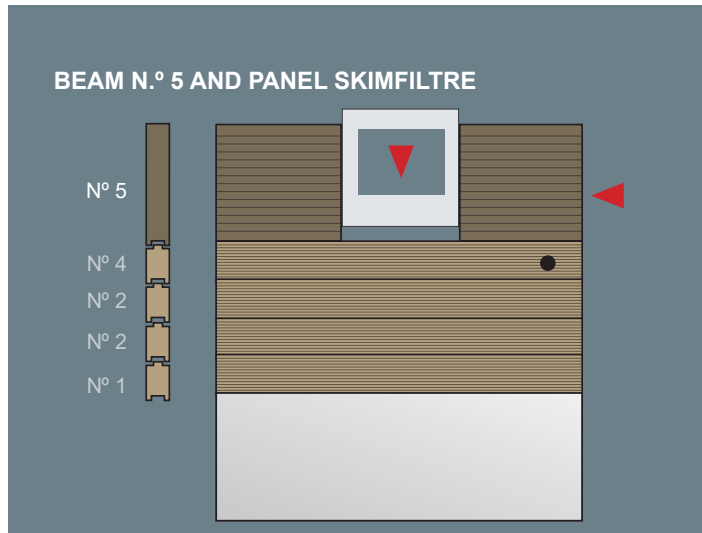 BEAM N.º 5 AND PANEL SKIMFILTRE
Nº 5
Nº 4
Nº 2
Nº 2
Nº 1